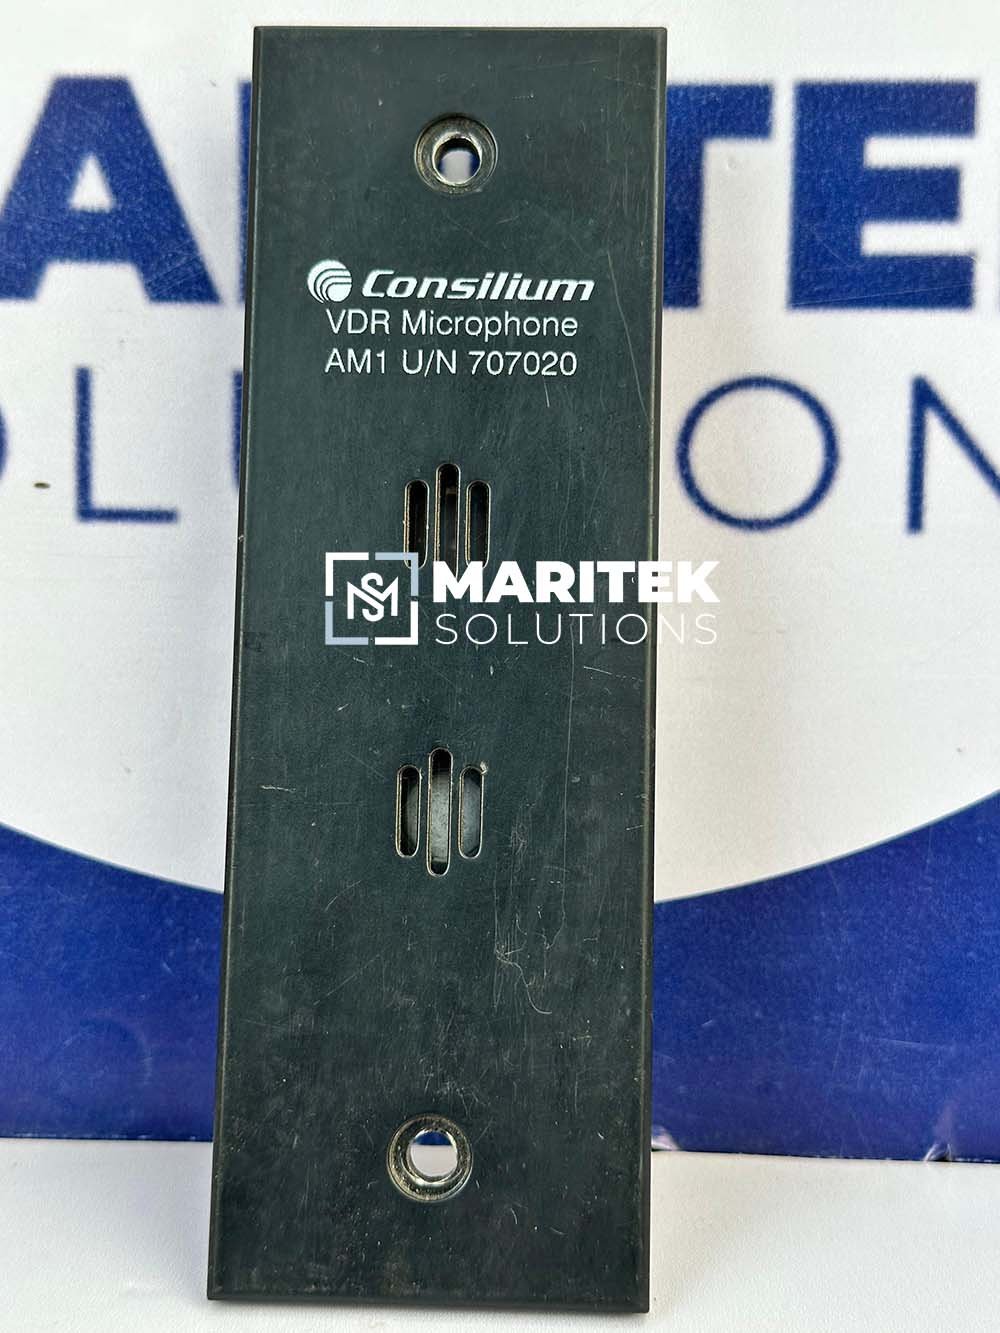 Consilium
VDR Microphone
AM1 U/N 707020
MARITEK
SOLUTIONS